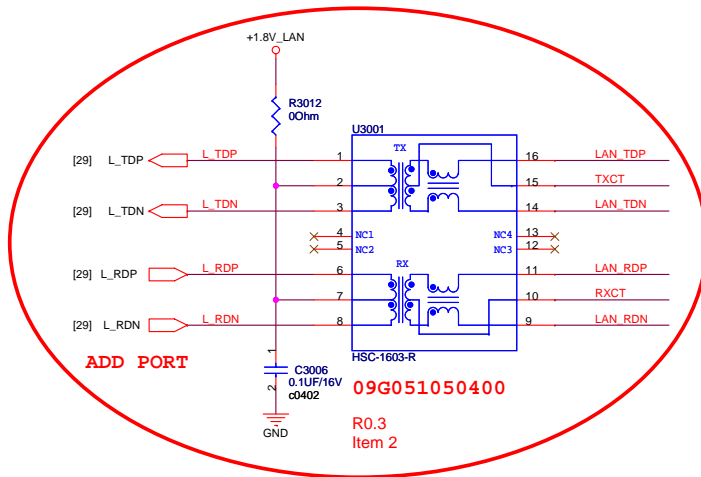 +1.8V_LAN
R3012
0Ohm
U3001
TX
[29] L_TDP L_TDP 1 16 LAN_TDP
2 15 TXCT
[29] L_TDN L_TDN 3 14 LAN_TDN
4 NC1 NC4 13
5 NC2 NC3 12
RX
[29] L_RDP L_RDP 6 11 LAN_RDP
7 10 RXCT
[29] L_RDN L_RDN 8 9 LAN_RDN
ADD PORT
1
HSC-1603-R
C3006
0.1UF/16V
2
c0402
09G051050400
GND
R0.3
Item 2